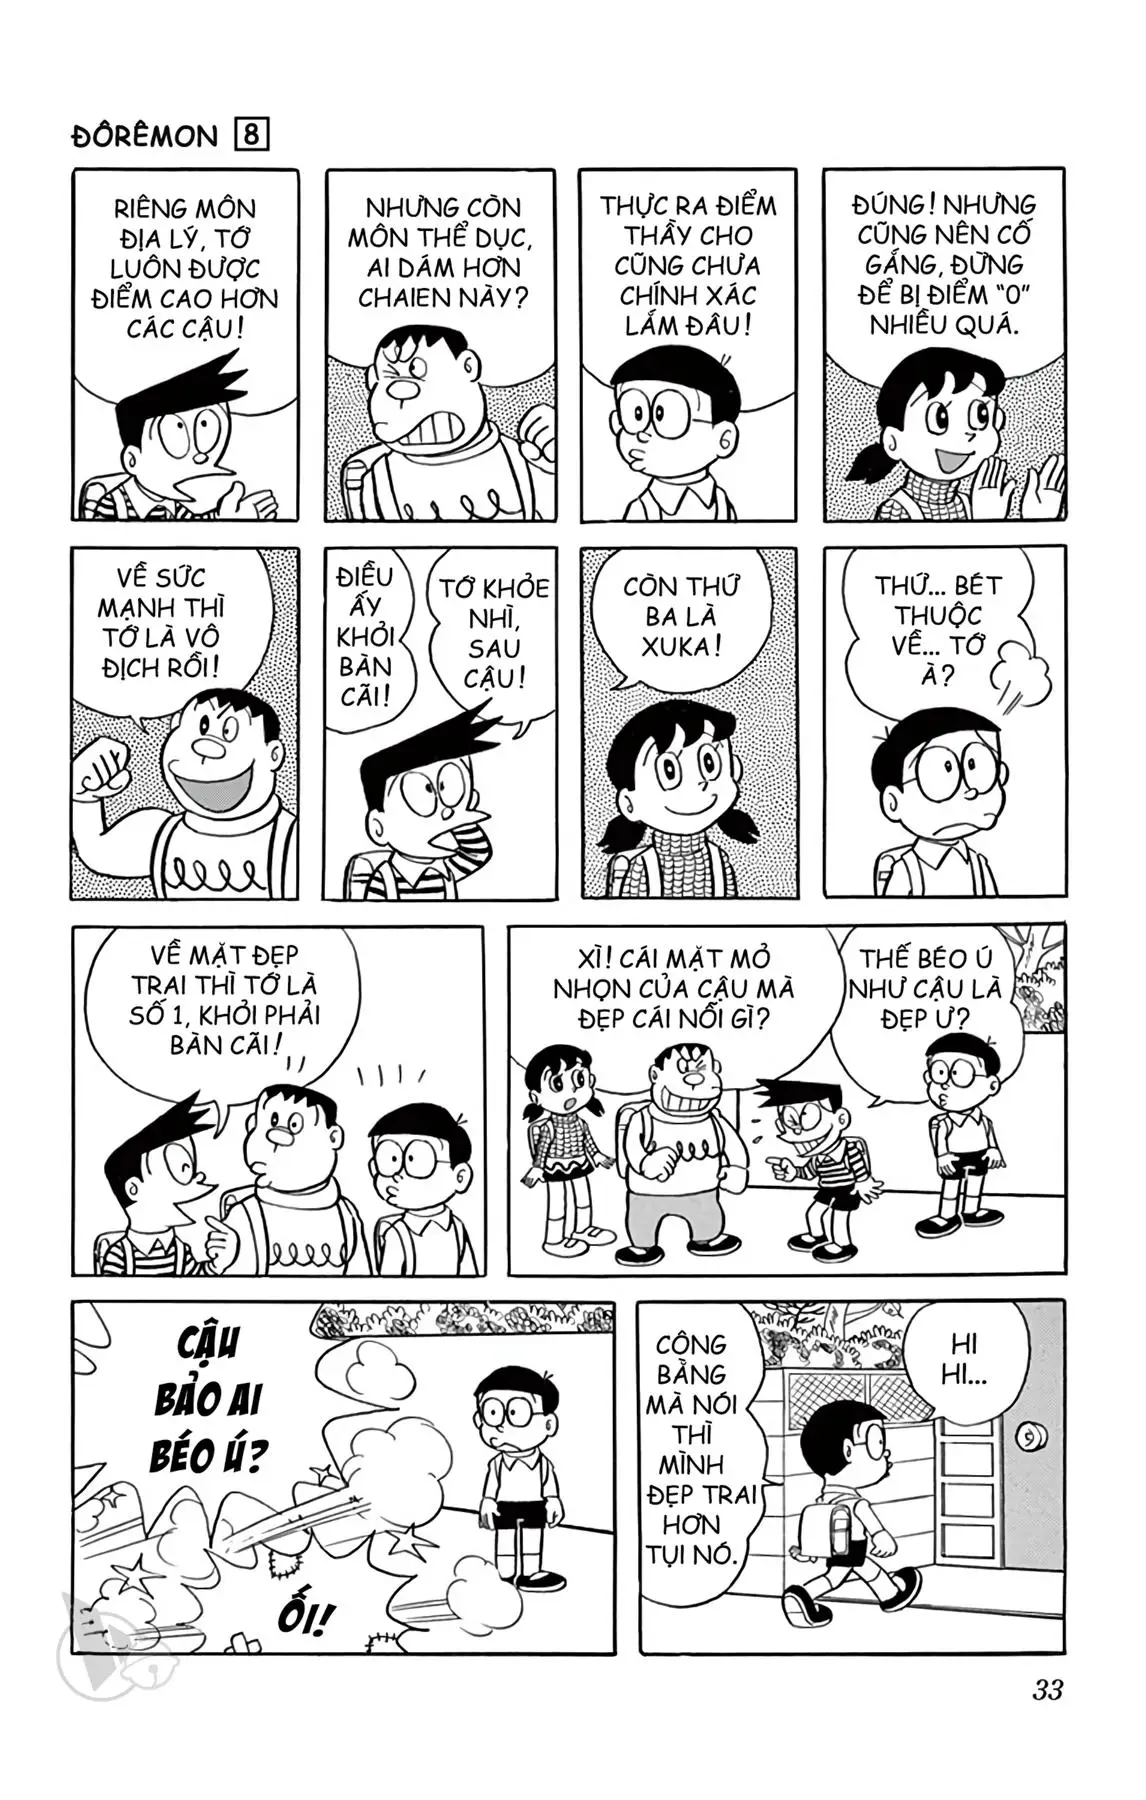 ĐÔRÊMON 8
RIÊNG MÔN
ĐỊA LÝ, TỚ
LUÔN ĐƯỢC
ĐIỂM CAO HƠN
CÁC CẬU!
NHƯNG CÒN
MÔN THỂ DỤC,
AI DÁM HƠN
CHAIEN NÀY?
THỰC RA ĐIỂM
THẦY CHO
CŨNG CHƯA
CHÍNH XÁC
LẮM ĐÂU!
ĐÚNG! NHƯNG
CŨNG NÊN CỐ
GẮNG, ĐỪNG
ĐỂ BỊ ĐIỂM "0"
NHIỀU QUÁ.
VỀ SỨC
MẠNH THÌ
TỚ LÀ VÔ
ĐỊCH RỒI!
ĐIỀU
ẤY
KHỎI
BÀN
CÃI!
TỚ KHỎE
NHÌ,
SAU
CẬU!
CÒN THỨ
BA LÀ
XUKA!
THỨ... BÉT
THUỘC
VỀ... TỚ
À?
VỀ MẶT ĐẸP
TRAI THÌ TỚ LÀ
SỐ 1, KHỎI PHẢI
BÀN CÃI!
XÌ! CÁI MẶT MỎ
NHỌN CỦA CẬU MÀ
ĐẸP CÁI NỖI GÌ?
THẾ BÉO Ú
NHƯ CẬU LÀ
ĐẸP Ư?
CẬU
BẢO AI
BÉO Ú?
ỐI!
CÔNG
BẰNG
MÀ NÓI
THÌ
MÌNH
ĐẸP TRAI
HƠN
TỤI NÓ.
HI
HI...
33